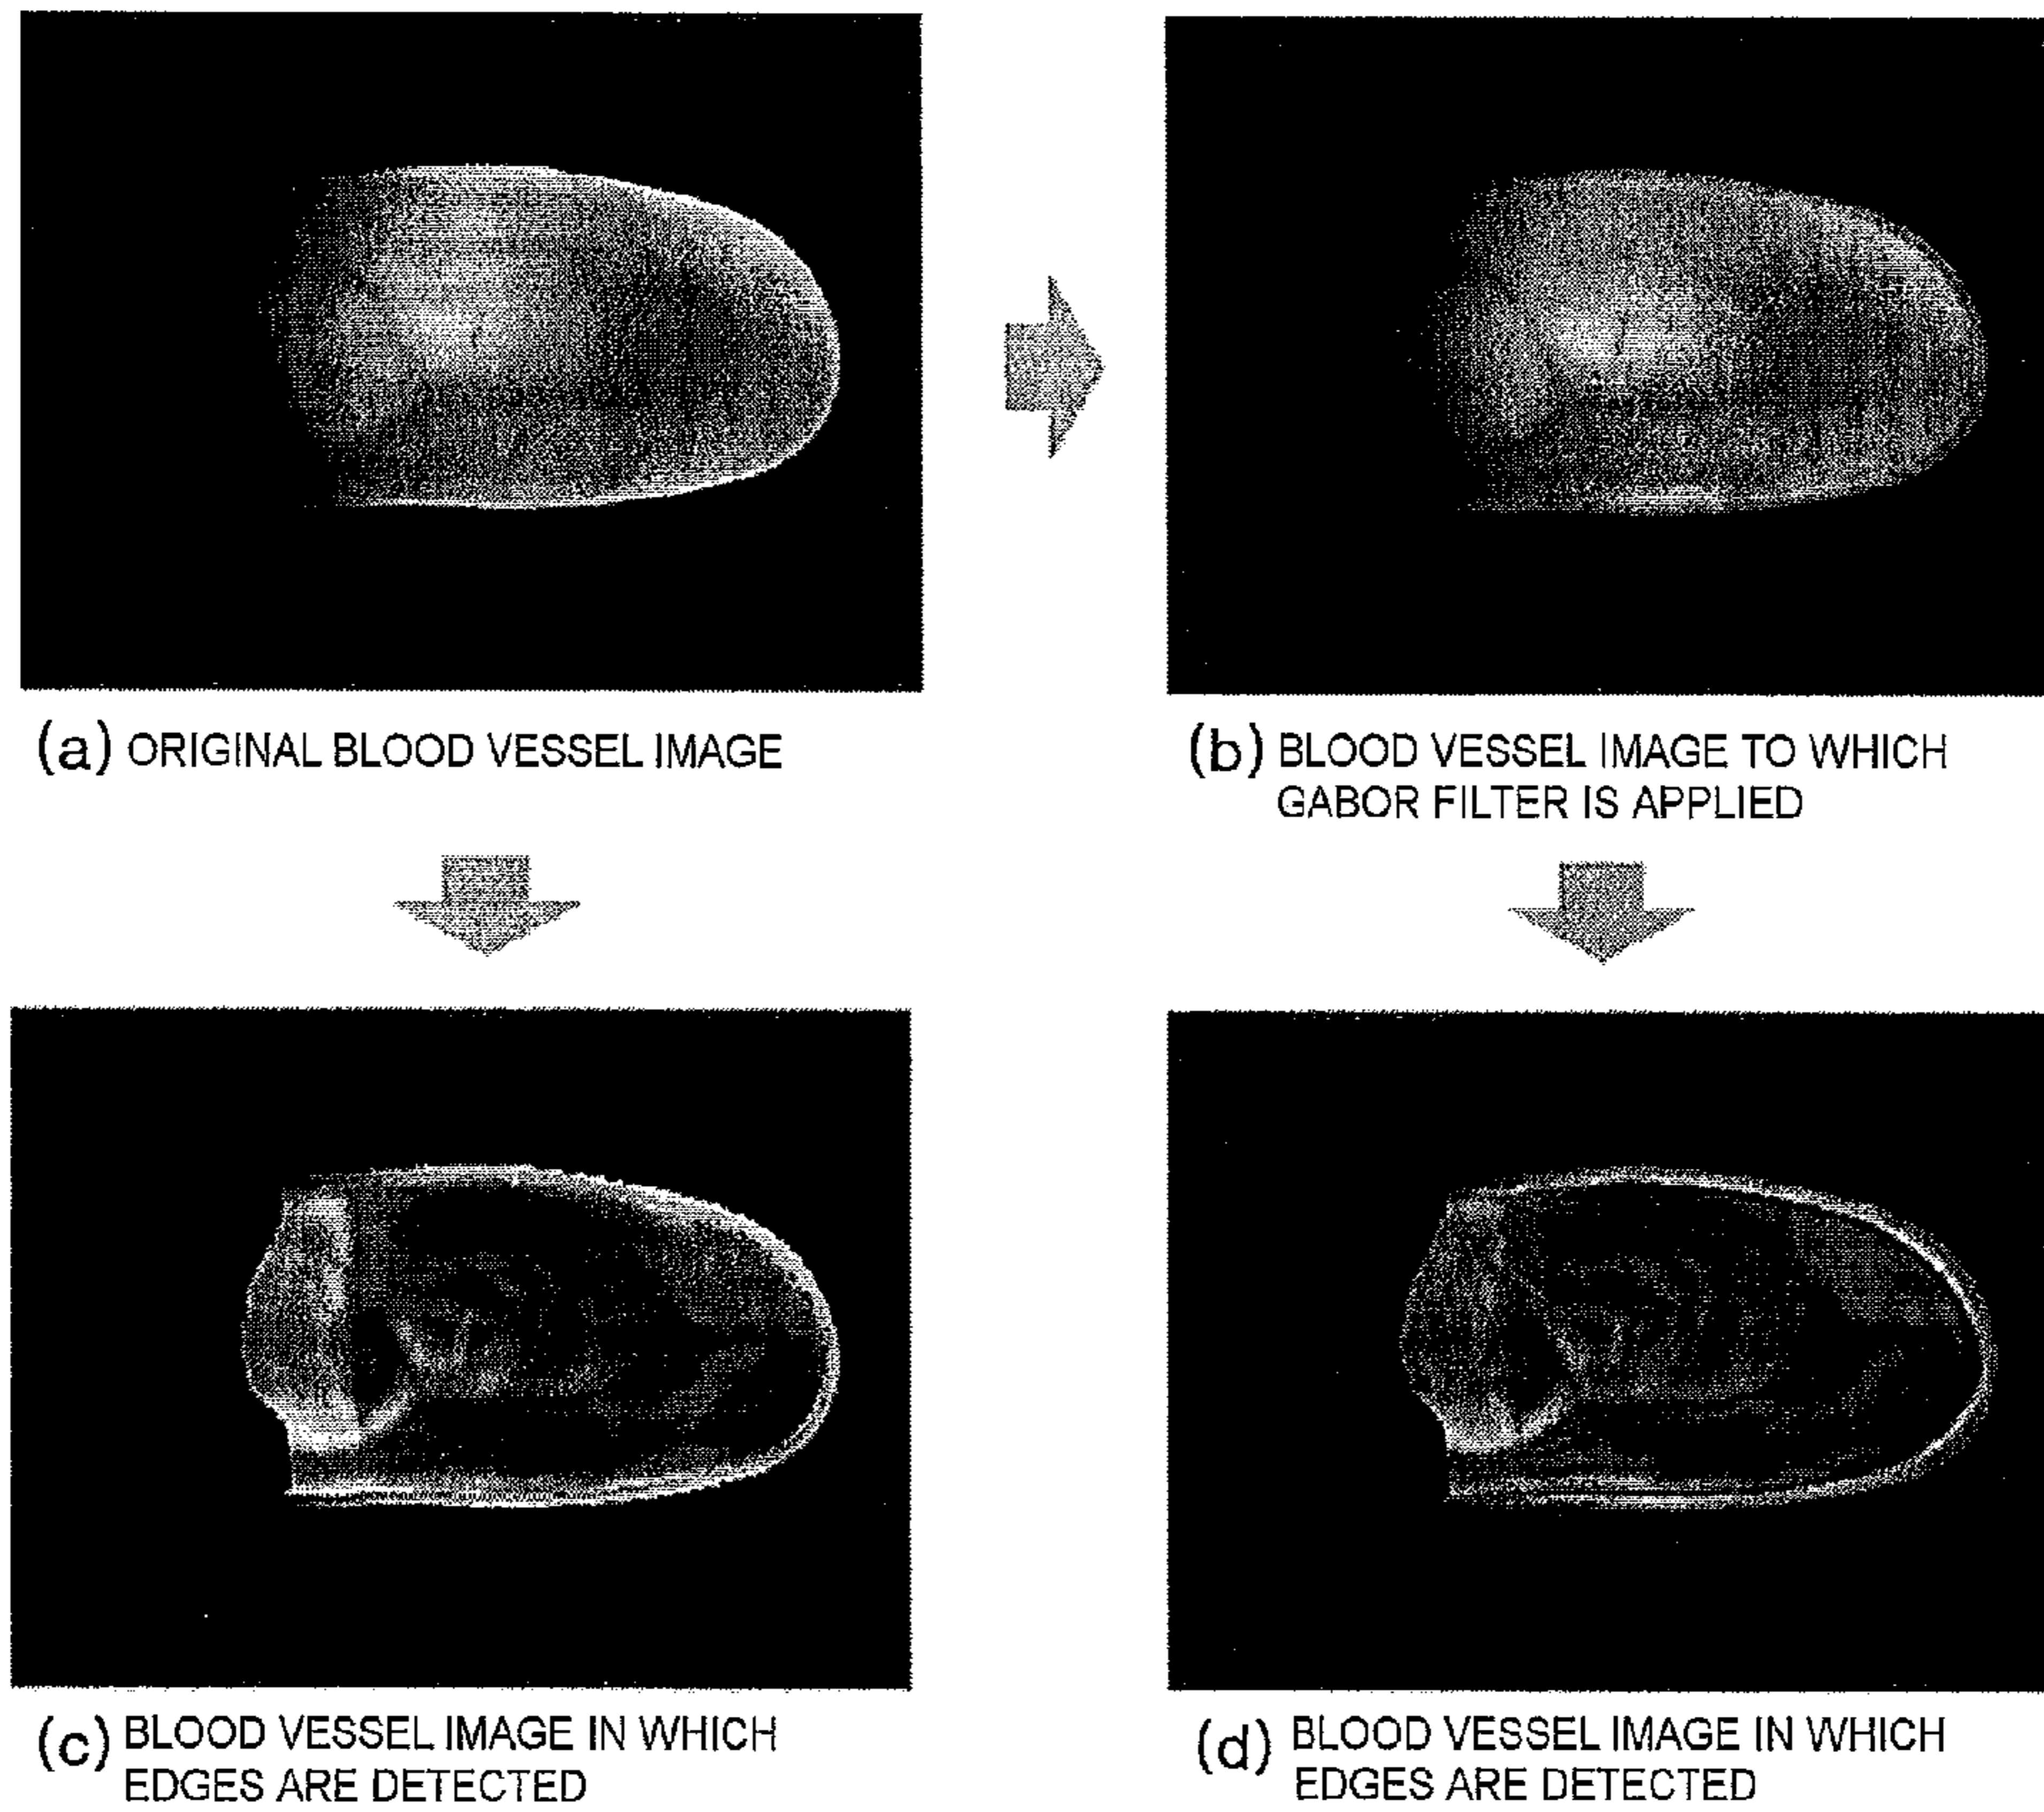 (a) ORIGINAL BLOOD VESSEL IMAGE
(b) BLOOD VESSEL IMAGE TO WHICH
GABOR FILTER IS APPLIED
(c) BLOOD VESSEL IMAGE IN WHICH
EDGES ARE DETECTED
(d) BLOOD VESSEL IMAGE IN WHICH
EDGES ARE DETECTED